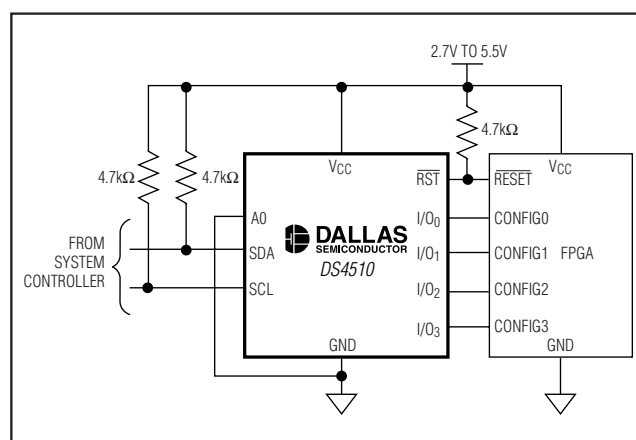 2.7V TO 5.5V
4.7kΩ
4.7kΩ
4.7kΩ
VCC
VCC
A0
SDA
SCL
RST
I/O0
I/O1
I/O2
I/O3
GND
DALLAS
SEMICONDUCTOR
DS4510
FROM
SYSTEM
CONTROLLER
RESET
CONFIG0
CONFIG1 FPGA
CONFIG2
CONFIG3
GND